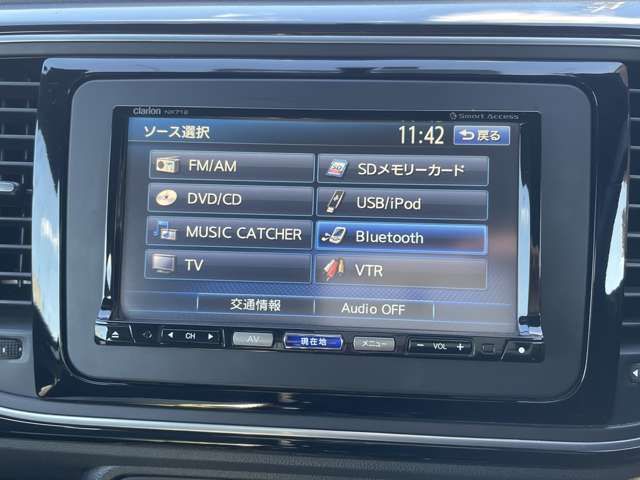 clarion NX712 Smart Access
ソース選択 11:42 戻る
FM/AM SDメモリーカード
DVD/CD USB/iPod
MUSIC CATCHER Bluetooth
TV VTR
交通情報 Audio OFF
CH AV 現在地 メニュー − VOL +